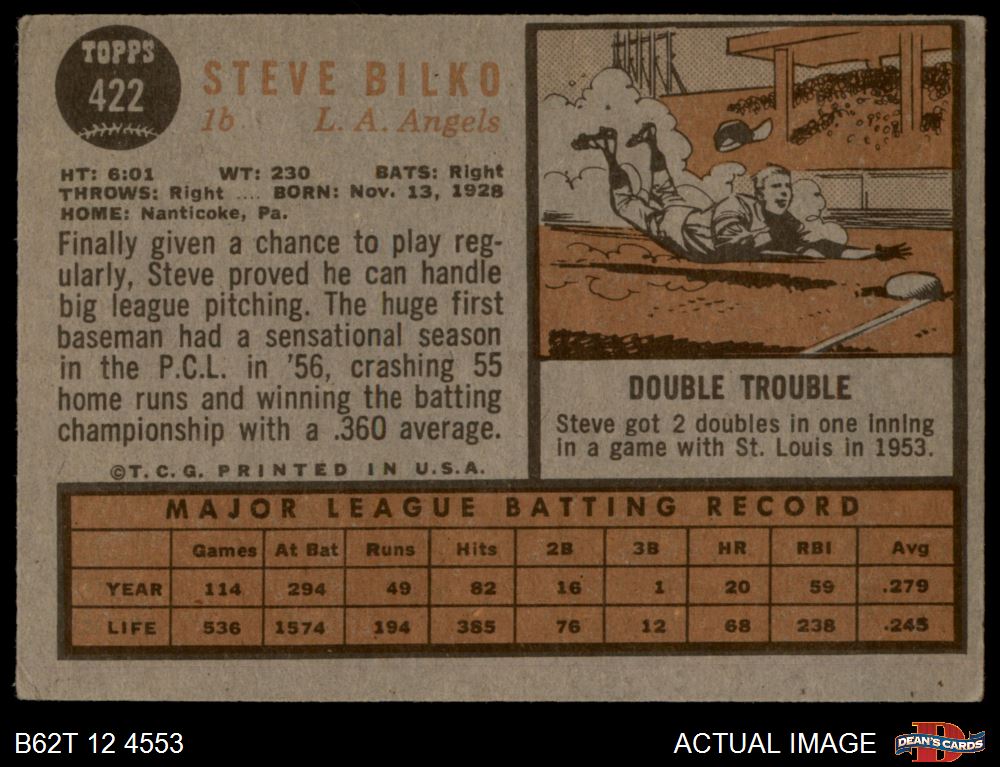 TOPPS
422
STEVE BILKO
1b L. A. Angels
HT: 6:01 WT: 230 BATS: Right
THROWS: Right .... BORN: Nov. 13, 1928
HOME: Nanticoke, Pa.
Finally given a chance to play reg-
ularly, Steve proved he can handle
big league pitching. The huge first
baseman had a sensational season
in the P.C.L. in '56, crashing 55
home runs and winning the batting
championship with a .360 average.
©T.C.G. PRINTED IN U.S.A.
DOUBLE TROUBLE
Steve got 2 doubles in one inning
in a game with St. Louis in 1953.
MAJOR LEAGUE BATTING RECORD
Games At Bat Runs Hits 2B 3B HR RBI Avg
YEAR 114 294 49 82 16 1 20 59 .279
LIFE 536 1574 194 385 76 12 68 238 .245
B62T 12 4553
ACTUAL IMAGE
D
DEAN'S CARDS